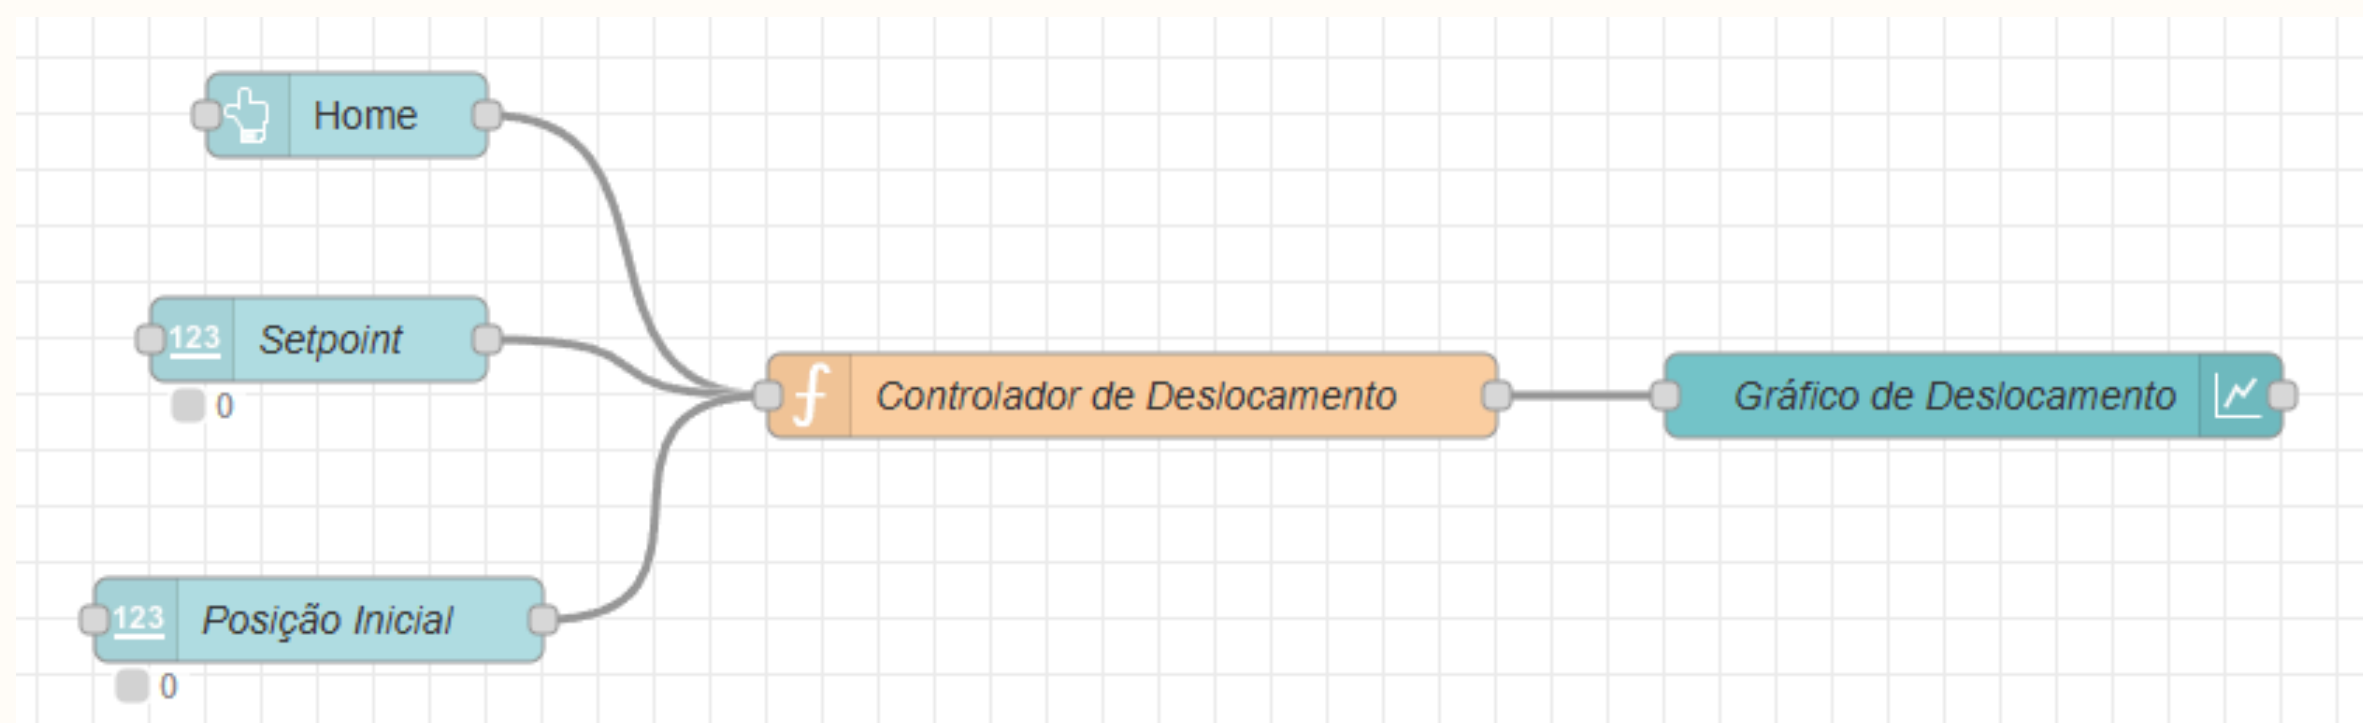 Home
123 Setpoint
0
Controlador de Deslocamento
Gráfico de Deslocamento
123 Posição Inicial
0